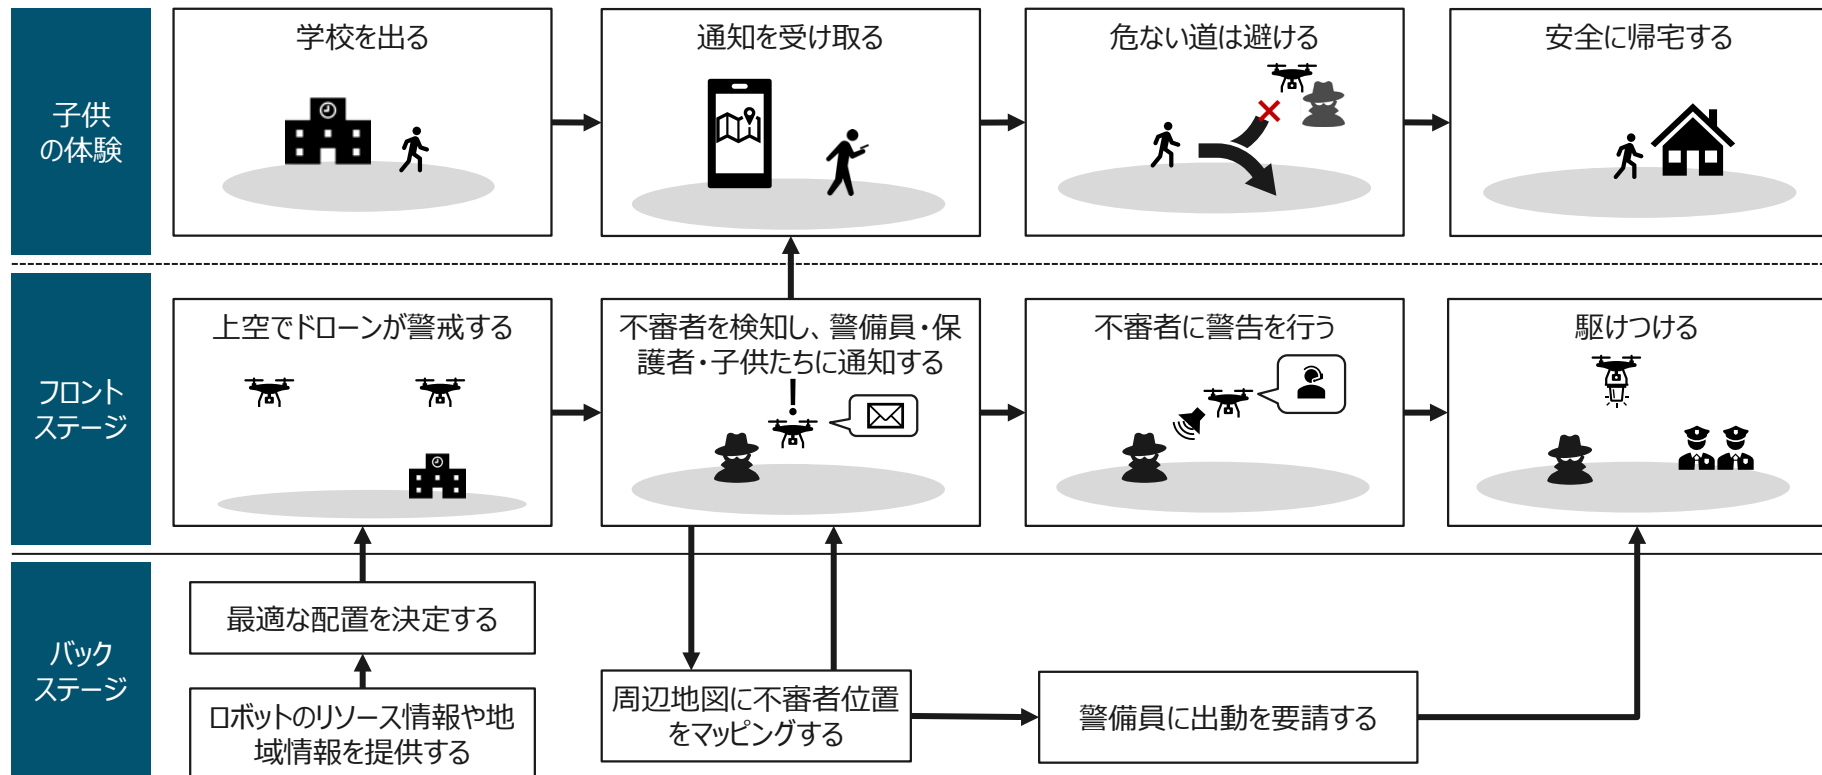 子供
の体験
学校を出る
通知を受け取る
危ない道は避ける
安全に帰宅する
フロント
ステージ
上空でドローンが警戒する
不審者を検知し、警備員・保
護者・子供たちに通知する
不審者に警告を行う
駆けつける
バック
ステージ
最適な配置を決定する
ロボットのリソース情報や地
域情報を提供する
周辺地図に不審者位置
をマッピングする
警備員に出動を要請する